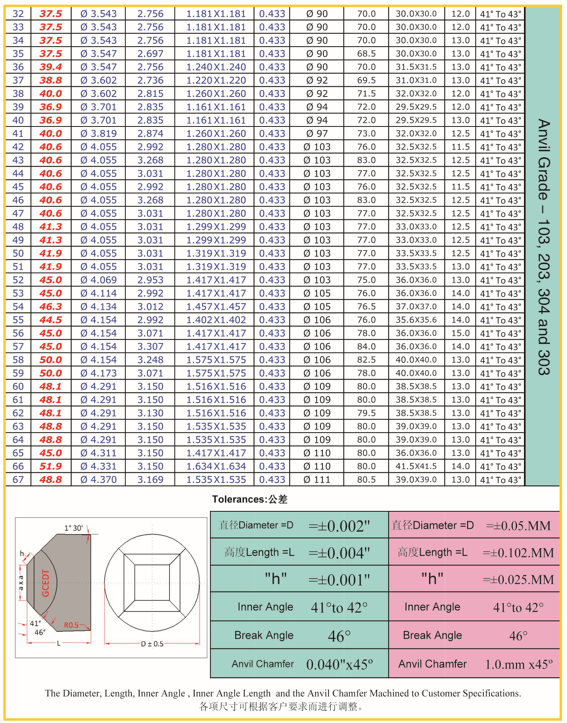 32 37.5 Ø 3.543 2.756 1.181X1.181 0.433 Ø 90 70.0 30.0X30.0 12.0 41° To 43°
33 37.5 Ø 3.543 2.756 1.181X1.181 0.433 Ø 90 70.0 30.0X30.0 12.0 41° To 43°
34 37.5 Ø 3.543 2.756 1.181X1.181 0.433 Ø 90 70.0 30.0X30.0 13.0 41° To 43°
35 37.5 Ø 3.547 2.697 1.181X1.181 0.433 Ø 90 68.5 30.0X30.0 13.0 41° To 43°
36 39.4 Ø 3.547 2.756 1.240X1.240 0.433 Ø 90 70.0 31.5X31.5 13.0 41° To 43°
37 38.8 Ø 3.602 2.736 1.220X1.220 0.433 Ø 92 69.5 31.0X31.0 13.0 41° To 43°
38 40.0 Ø 3.602 2.815 1.260X1.260 0.433 Ø 92 71.5 32.0X32.0 12.0 41° To 43°
39 36.9 Ø 3.701 2.835 1.161X1.161 0.433 Ø 94 72.0 29.5X29.5 12.0 41° To 43°
40 36.9 Ø 3.701 2.835 1.161X1.161 0.433 Ø 94 72.0 29.5X29.5 13.0 41° To 43°
41 40.0 Ø 3.819 2.874 1.260X1.260 0.433 Ø 97 73.0 32.0X32.0 12.5 41° To 43°
42 40.6 Ø 4.055 2.992 1.280X1.280 0.433 Ø 103 76.0 32.5X32.5 11.5 41° To 43°
43 40.6 Ø 4.055 3.268 1.280X1.280 0.433 Ø 103 83.0 32.5X32.5 12.5 41° To 43°
44 40.6 Ø 4.055 3.031 1.280X1.280 0.433 Ø 103 77.0 32.5X32.5 12.5 41° To 43°
45 40.6 Ø 4.055 2.992 1.280X1.280 0.433 Ø 103 76.0 32.5X32.5 11.5 41° To 43°
46 40.6 Ø 4.055 3.268 1.280X1.280 0.433 Ø 103 83.0 32.5X32.5 12.5 41° To 43°
47 40.6 Ø 4.055 3.031 1.280X1.280 0.433 Ø 103 77.0 32.5X32.5 12.5 41° To 43°
48 41.3 Ø 4.055 3.031 1.299X1.299 0.433 Ø 103 77.0 33.0X33.0 12.5 41° To 43°
49 41.3 Ø 4.055 3.031 1.299X1.299 0.433 Ø 103 77.0 33.0X33.0 12.5 41° To 43°
50 41.9 Ø 4.055 3.031 1.319X1.319 0.433 Ø 103 77.0 33.5X33.5 12.5 41° To 43°
51 41.9 Ø 4.055 3.031 1.319X1.319 0.433 Ø 103 77.0 33.5X33.5 13.0 41° To 43°
52 45.0 Ø 4.069 2.953 1.417X1.417 0.433 Ø 103 75.0 36.0X36.0 13.0 41° To 43°
53 45.0 Ø 4.114 2.992 1.417X1.417 0.433 Ø 105 76.0 36.0X36.0 14.0 41° To 43°
54 46.3 Ø 4.134 3.012 1.457X1.457 0.433 Ø 105 76.5 37.0X37.0 14.0 41° To 43°
55 44.5 Ø 4.154 2.992 1.402X1.402 0.433 Ø 106 76.0 35.6X35.6 14.0 41° To 43°
56 45.0 Ø 4.154 3.071 1.417X1.417 0.433 Ø 106 78.0 36.0X36.0 15.0 41° To 43°
57 45.0 Ø 4.154 3.307 1.417X1.417 0.433 Ø 106 84.0 36.0X36.0 14.0 41° To 43°
58 50.0 Ø 4.154 3.248 1.575X1.575 0.433 Ø 106 82.5 40.0X40.0 13.0 41° To 43°
59 50.0 Ø 4.173 3.071 1.575X1.575 0.433 Ø 106 78.0 40.0X40.0 13.0 41° To 43°
60 48.1 Ø 4.291 3.150 1.516X1.516 0.433 Ø 109 80.0 38.5X38.5 13.0 41° To 43°
61 48.1 Ø 4.291 3.150 1.516X1.516 0.433 Ø 109 80.0 38.5X38.5 13.0 41° To 43°
62 48.1 Ø 4.291 3.130 1.516X1.516 0.433 Ø 109 79.5 38.5X38.5 13.0 41° To 43°
63 48.8 Ø 4.291 3.150 1.535X1.535 0.433 Ø 109 80.0 39.0X39.0 13.0 41° To 43°
64 48.8 Ø 4.291 3.150 1.535X1.535 0.433 Ø 109 80.0 39.0X39.0 13.0 41° To 43°
65 45.0 Ø 4.311 3.150 1.417X1.417 0.433 Ø 110 80.0 36.0X36.0 13.0 41° To 43°
66 51.9 Ø 4.331 3.150 1.634X1.634 0.433 Ø 110 80.0 41.5X41.5 14.0 41° To 43°
67 48.8 Ø 4.370 3.169 1.535X1.535 0.433 Ø 111 80.5 39.0X39.0 13.0 41° To 43°
Anvil Grade – 103, 203, 304 and 303
Tolerances:公差
1° 30'
h
a x a
GCEDT
41°
46°
R0.5
L
D ± 0.5
直径Diameter =D =±0.002" 直径Diameter =D =±0.05.MM
高度Length =L =±0.004" 高度Length =L =±0.102.MM
"h" =±0.001" "h" =±0.025.MM
Inner Angle 41°to 42° Inner Angle 41°to 42°
Break Angle 46° Break Angle 46°
Anvil Chamfer 0.040"x45º Anvil Chamfer 1.0.mm x45º
The Diameter, Length, Inner Angle , Inner Angle Length and the Anvil Chamfer Machined to Customer Specifications.
各项尺寸可根据客户要求而进行调整。